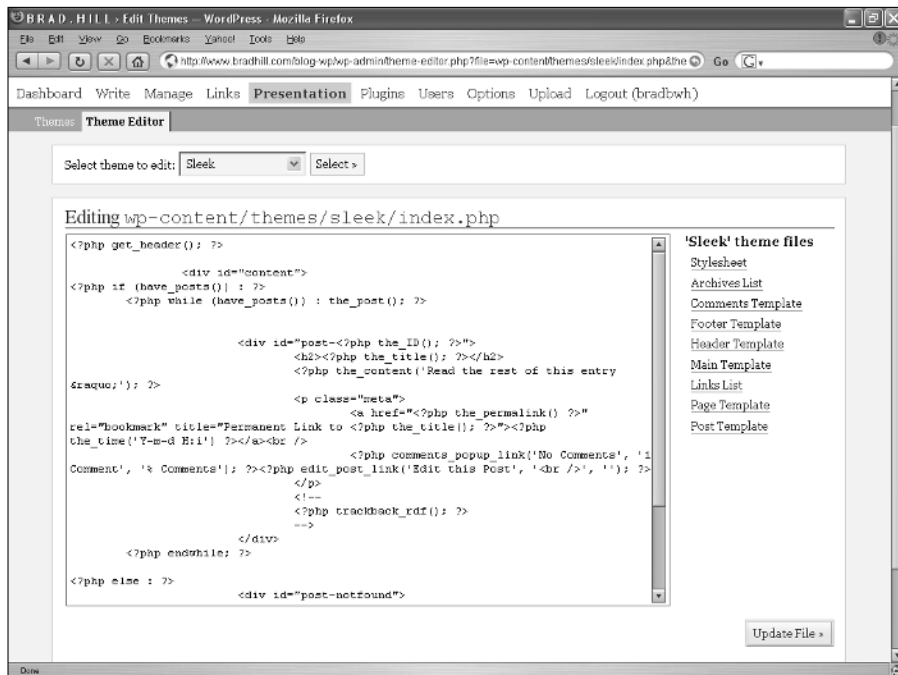 BRAD.HILL › Edit Themes — WordPress - Mozilla Firefox
File Edit View Go Bookmarks Yahoo! Tools Help
http://www.bradhill.com/blog-wp/wp-admin/theme-editor.php?file=wp-content/themes/sleek/index.php&the Go
Dashboard Write Manage Links Presentation Plugins Users Options Upload Logout (bradbwh)
Themes Theme Editor
Select theme to edit: Sleek Select »
Editing wp-content/themes/sleek/index.php
<?php get_header(); ?>
<div id="content">
<?php if (have_posts()) : ?>
<?php while (have_posts()) : the_post(); ?>
<div id="post-<?php the_ID(); ?>">
<h2><?php the_title(); ?></h2>
<?php the_content('Read the rest of this entry
&raquo;'); ?>
<p class="meta">
<a href="<?php the_permalink() ?>"
rel="bookmark" title="Permanent Link to <?php the_title(); ?>"><?php
the_time('Y-m-d H:i') ?></a><br />
<?php comments_popup_link('No Comments', '1
Comment', '% Comments'); ?><?php edit_post_link('Edit this Post', '<br />', ''); ?>
</p>
<!--
<?php trackback_rdf(); ?>
-->
</div>
<?php endwhile; ?>
<?php else : ?>
<div id="post-notfound">
'Sleek' theme files
Stylesheet
Archives List
Comments Template
Footer Template
Header Template
Main Template
Links List
Page Template
Post Template
Update File »
Done